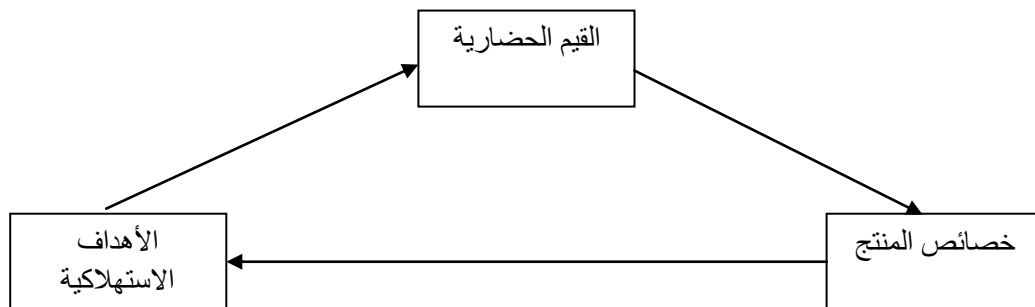 القيم الحضارية
خصائص المنتج
الأهداف
الاستهلاكية